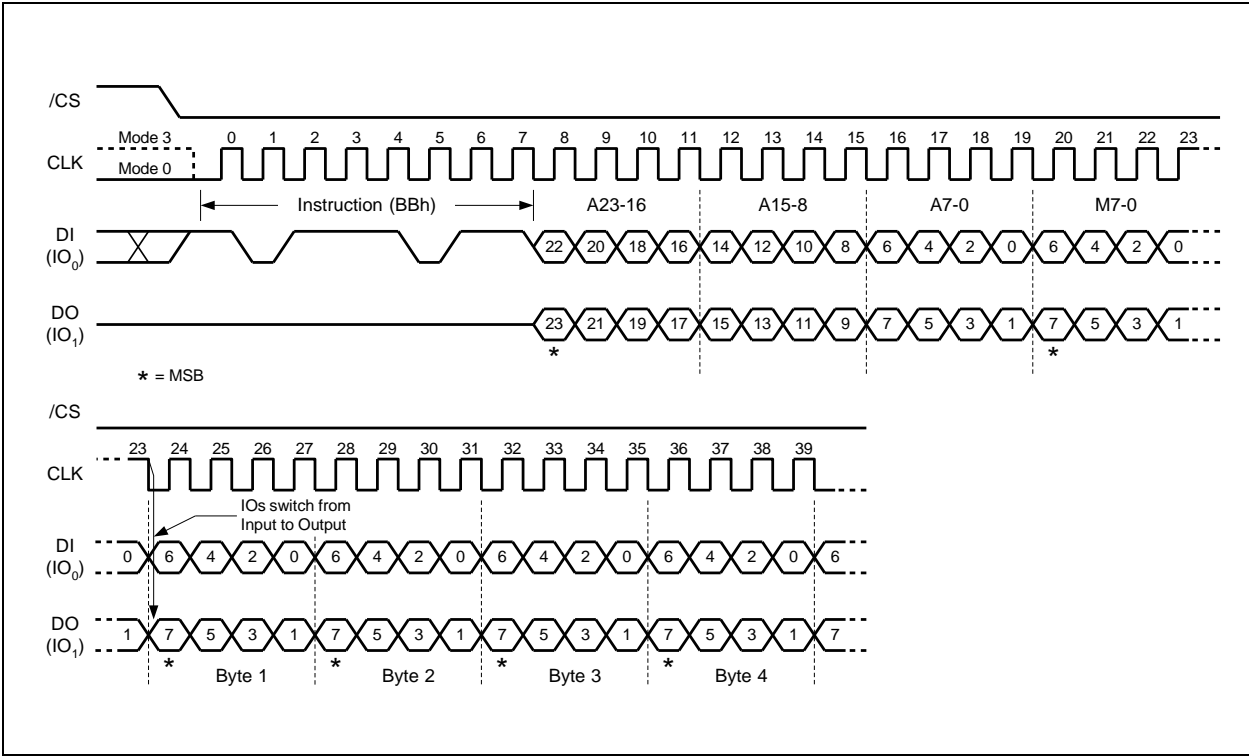 /CS
Mode 3
0 1 2 3 4 5 6 7 8 9 10 11 12 13 14 15 16 17 18 19 20 21 22 23
CLK
Mode 0
Instruction (BBh) A23-16 A15-8 A7-0 M7-0
DI
(IO0)
22 20 18 16 14 12 10 8 6 4 2 0 6 4 2 0
DO
(IO1)
23 21 19 17 15 13 11 9 7 5 3 1 7 5 3 1
* *
* = MSB
/CS
23 24 25 26 27 28 29 30 31 32 33 34 35 36 37 38 39
CLK
IOs switch from
Input to Output
DI
(IO0)
0 6 4 2 0 6 4 2 0 6 4 2 0 6 4 2 0 6
DO
(IO1)
1 7 5 3 1 7 5 3 1 7 5 3 1 7 5 3 1 7
* * * *
Byte 1 Byte 2 Byte 3 Byte 4